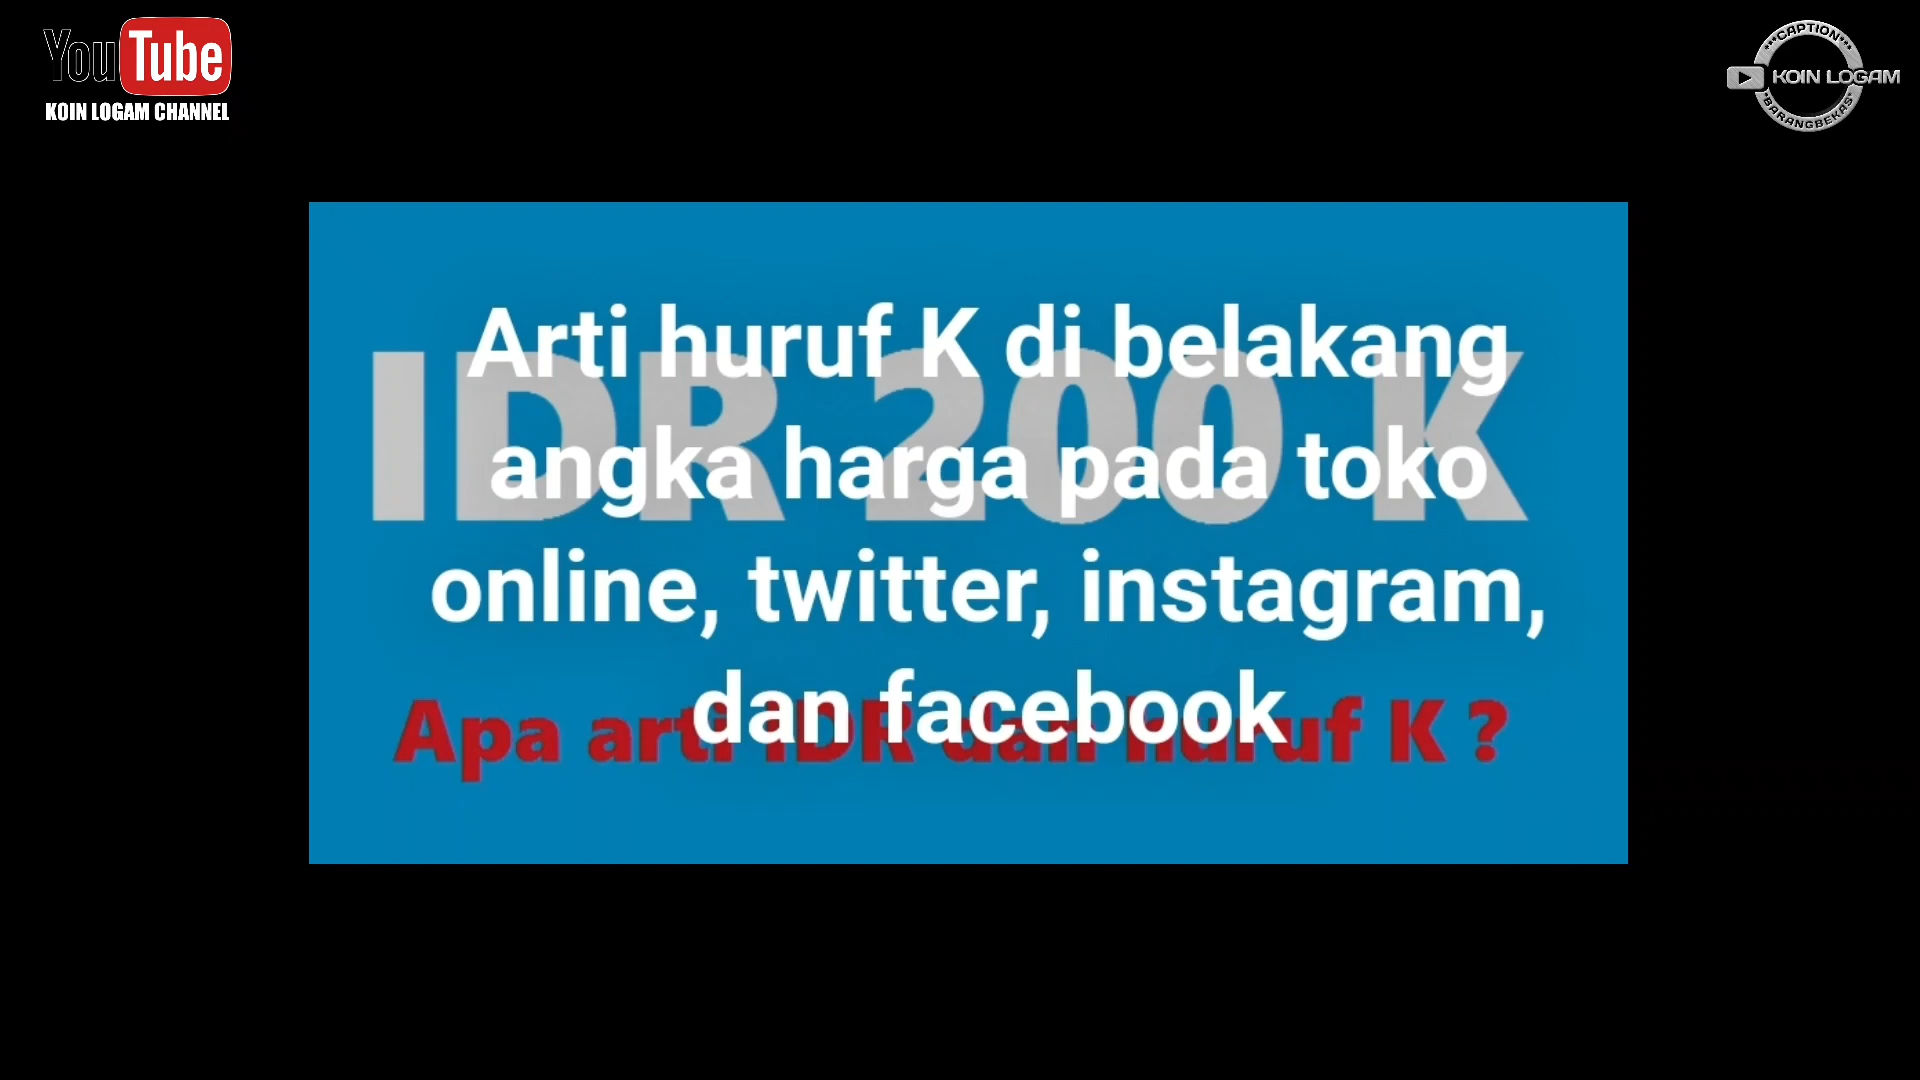 YouTube
KOIN LOGAM CHANNEL
CAPTION
KOIN LOGAM
BARANGBEKAS
IDR 200 K
Arti huruf K di belakang
angka harga pada toko
online, twitter, instagram,
dan facebook
Apa arti IDR dan huruf K ?